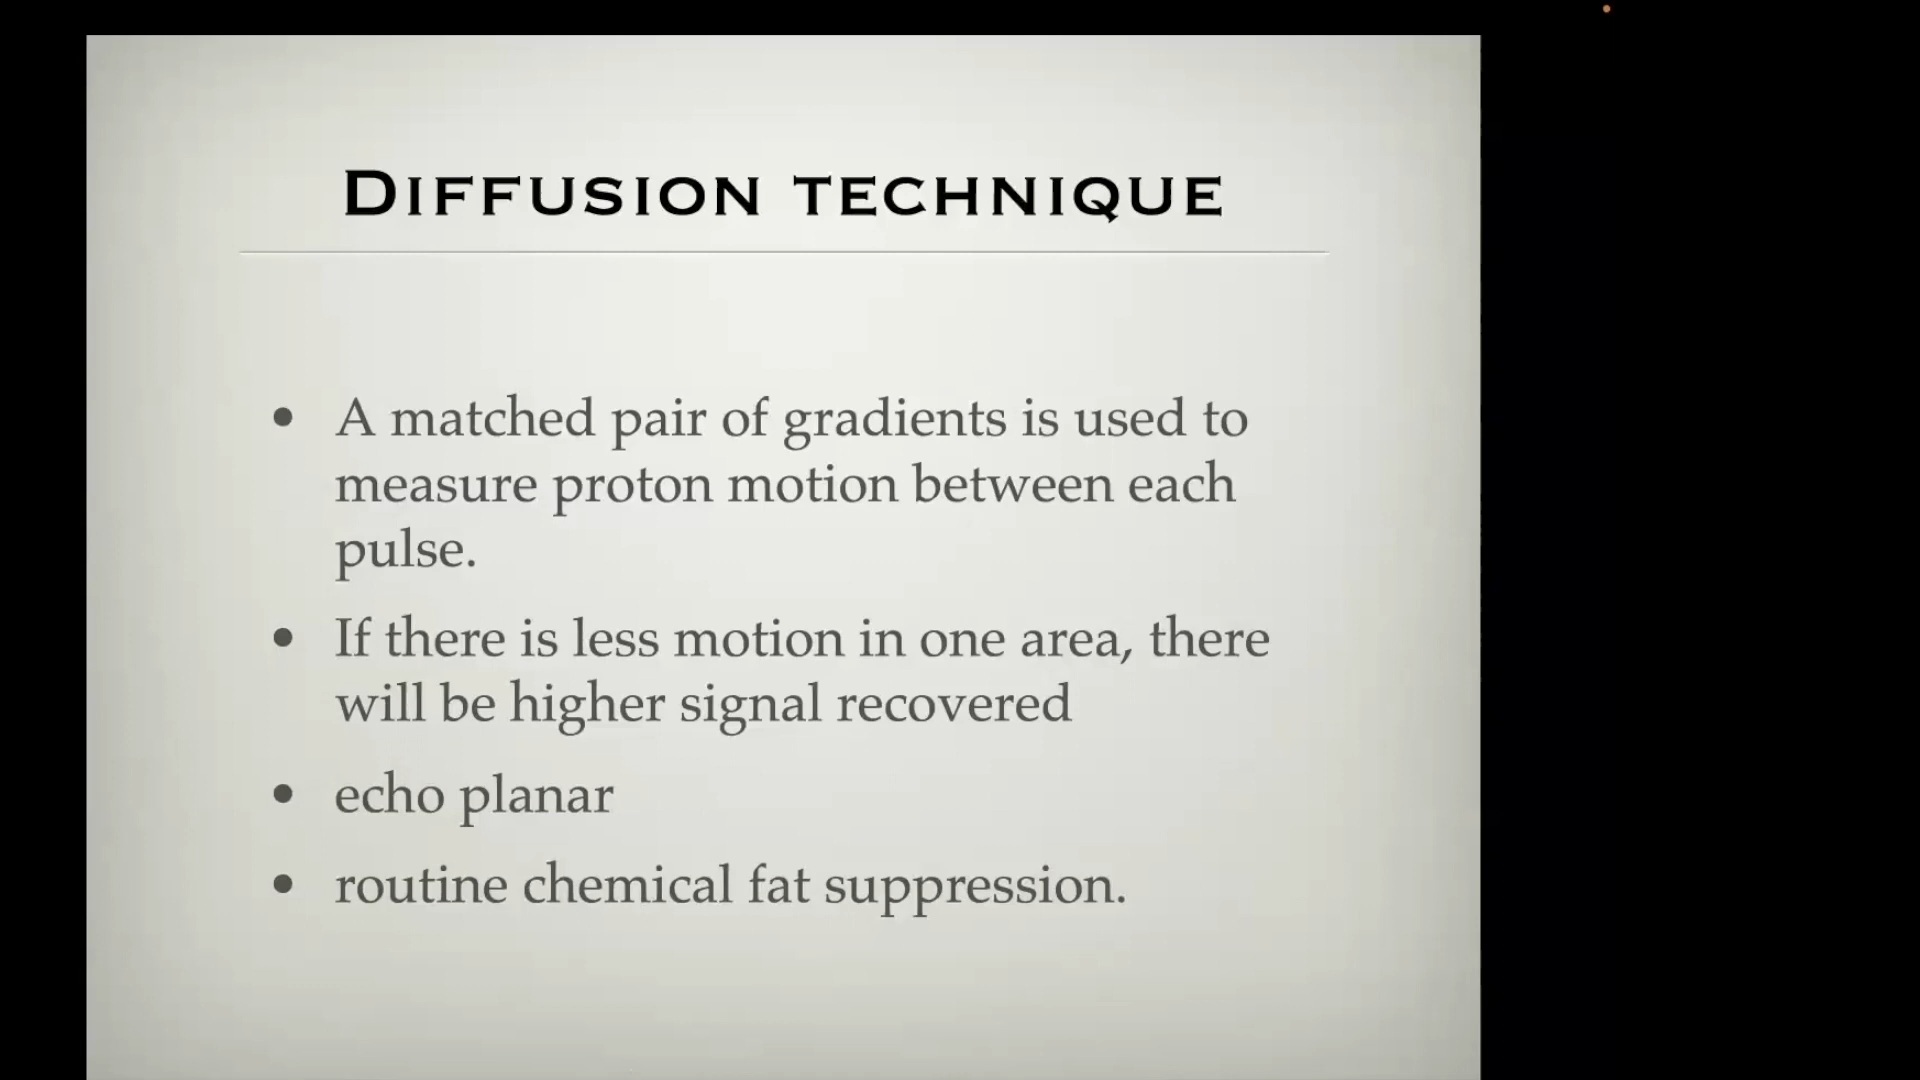 Diffusion technique
• A matched pair of gradients is used to
measure proton motion between each
pulse.
• If there is less motion in one area, there
will be higher signal recovered
• echo planar
• routine chemical fat suppression.